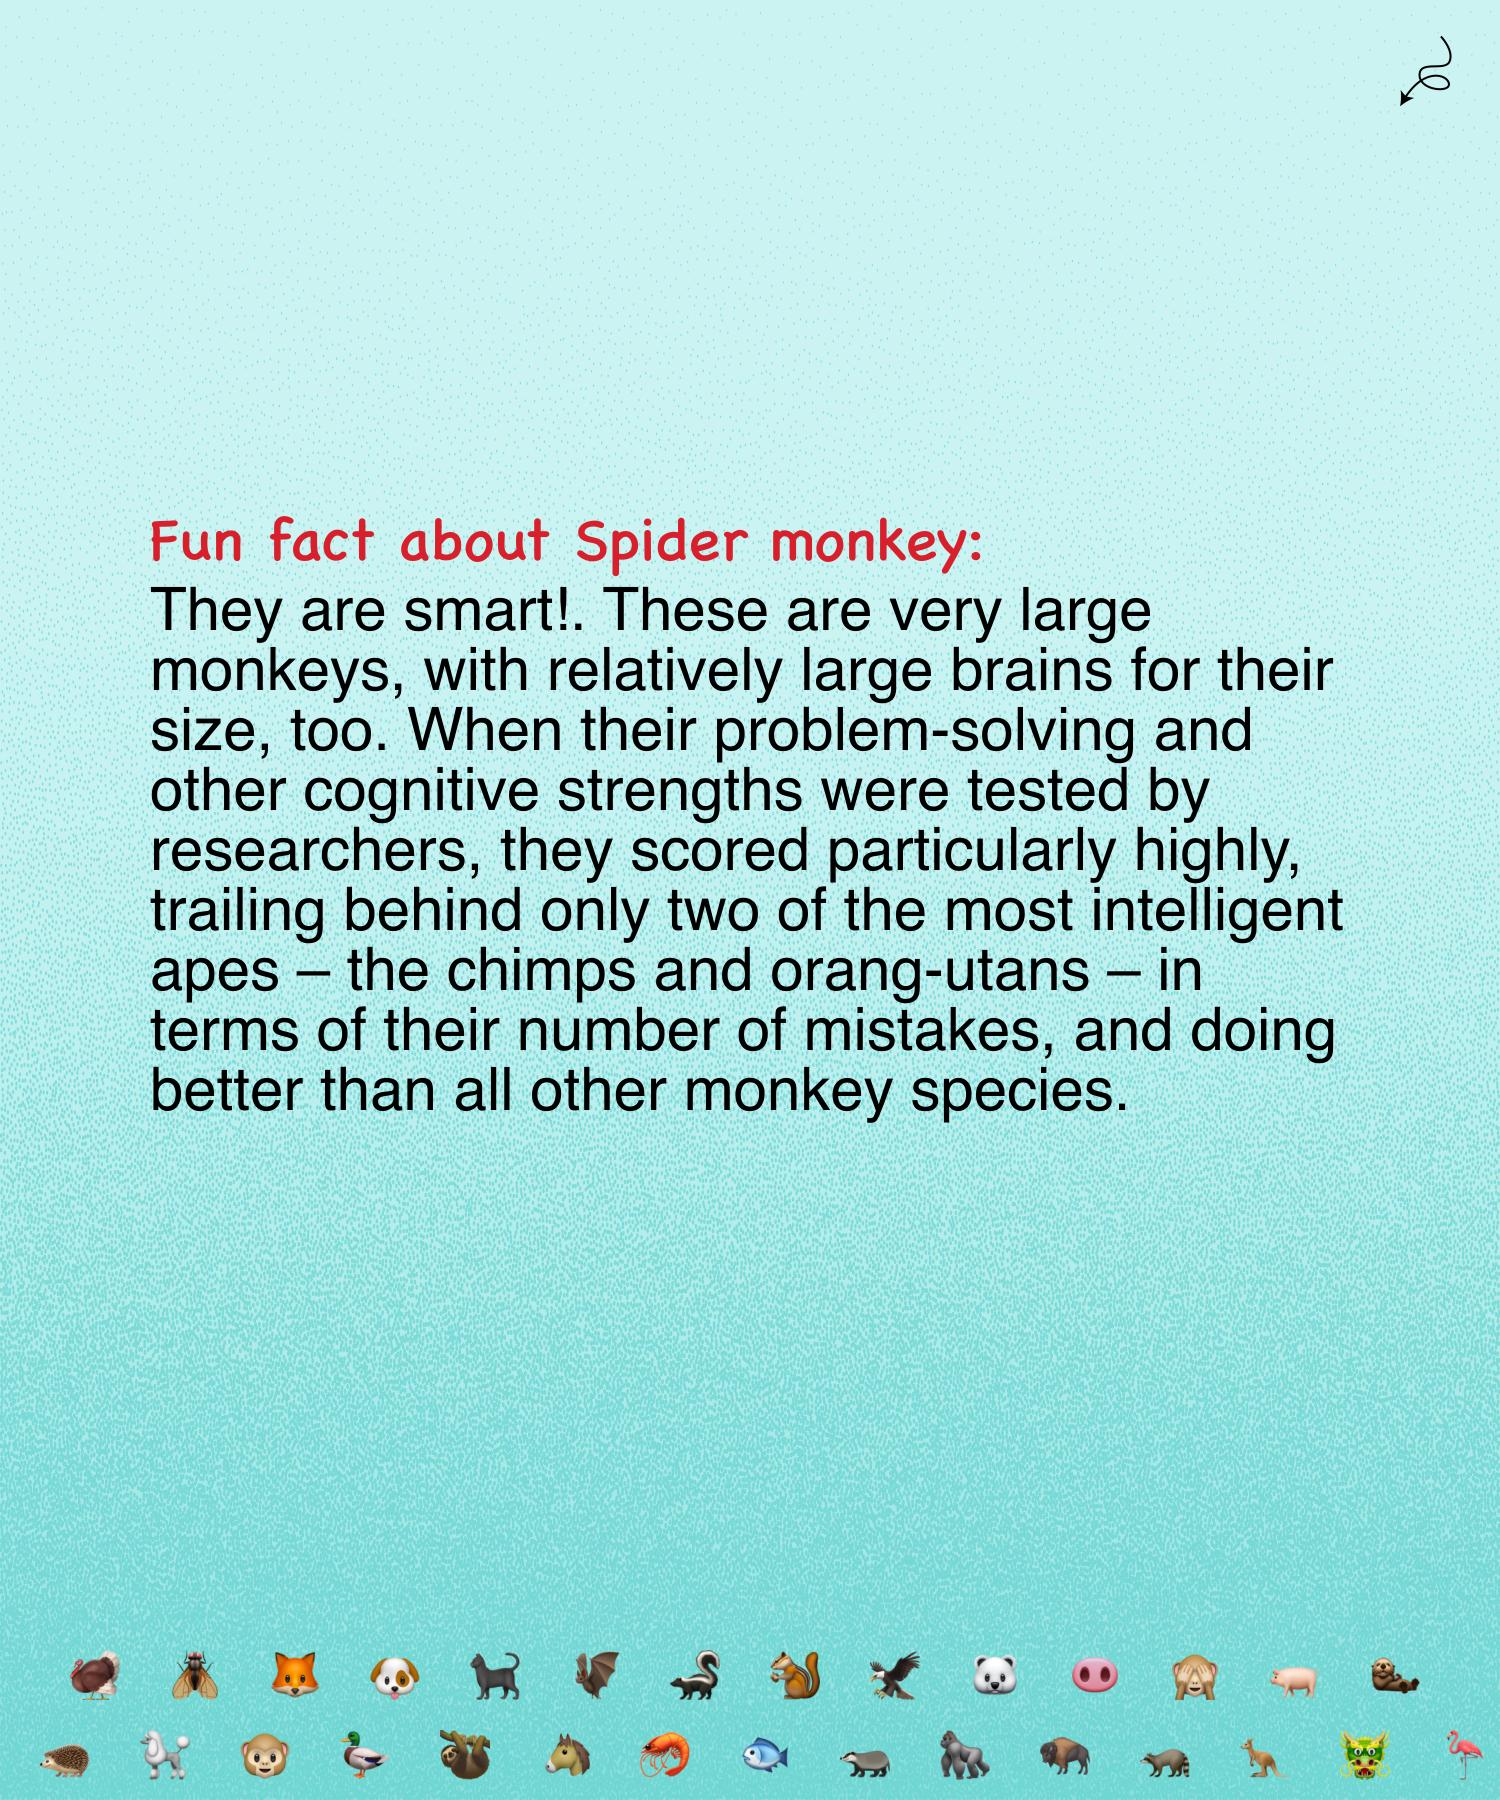 Fun fact about Spider monkey:
They are smart!. These are very large
monkeys, with relatively large brains for their
size, too. When their problem-solving and
other cognitive strengths were tested by
researchers, they scored particularly highly,
trailing behind only two of the most intelligent
apes – the chimps and orang-utans – in
terms of their number of mistakes, and doing
better than all other monkey species.